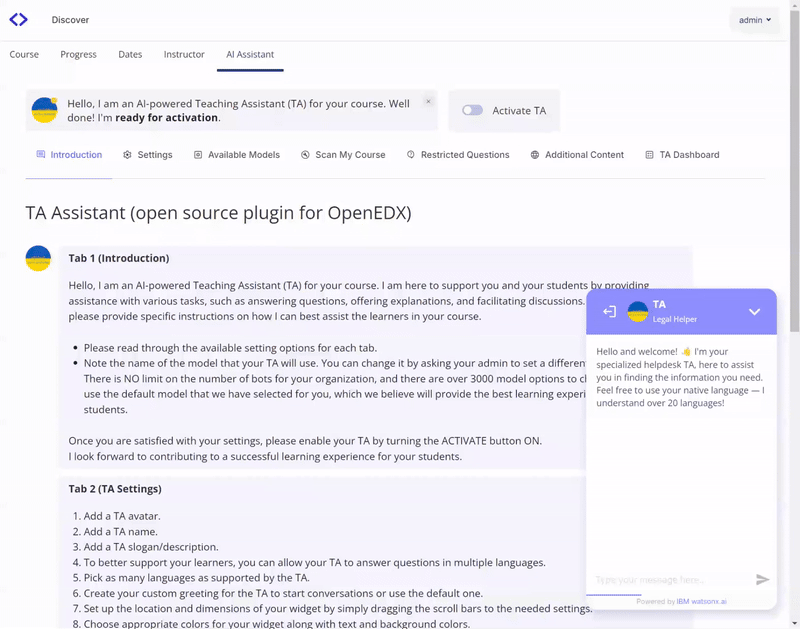 Discover
admin
Course Progress Dates Instructor AI Assistant
Hello, I am an AI-powered Teaching Assistant (TA) for your course. Well
done! I'm ready for activation.
×
Activate TA
Introduction Settings Available Models Scan My Course Restricted Questions Additional Content TA Dashboard
TA Assistant (open source plugin for OpenEDX)
Tab 1 (Introduction)
Hello, I am an AI-powered Teaching Assistant (TA) for your course. I am here to support you and your students by providing
assistance with various tasks, such as answering questions, offering explanations, and facilitating discussions.
please provide specific instructions on how I can best assist the learners in your course.
• Please read through the available setting options for each tab.
• Note the name of the model that your TA will use. You can change it by asking your admin to set a differen
There is NO limit on the number of bots for your organization, and there are over 3000 model options to c
use the default model that we have selected for you, which we believe will provide the best learning experi
students.
Once you are satisfied with your settings, please enable your TA by turning the ACTIVATE button ON.
I look forward to contributing to a successful learning experience for your students.
Tab 2 (TA Settings)
1. Add a TA avatar.
2. Add a TA name.
3. Add a TA slogan/description.
4. To better support your learners, you can allow your TA to answer questions in multiple languages.
5. Pick as many languages as supported by the TA.
6. Create your custom greeting for the TA to start conversations or use the default one.
7. Set up the location and dimensions of your widget by simply dragging the scroll bars to the needed settings.
8. Choose appropriate colors for your widget along with text and background colors.
TA
Legal Helper
Hello and welcome! 👋 I'm your
specialized helpdesk TA, here to assist
you in finding the information you need.
Feel free to use your native language — I
understand over 20 languages!
Type your message here...
Powered by IBM watsonx.ai